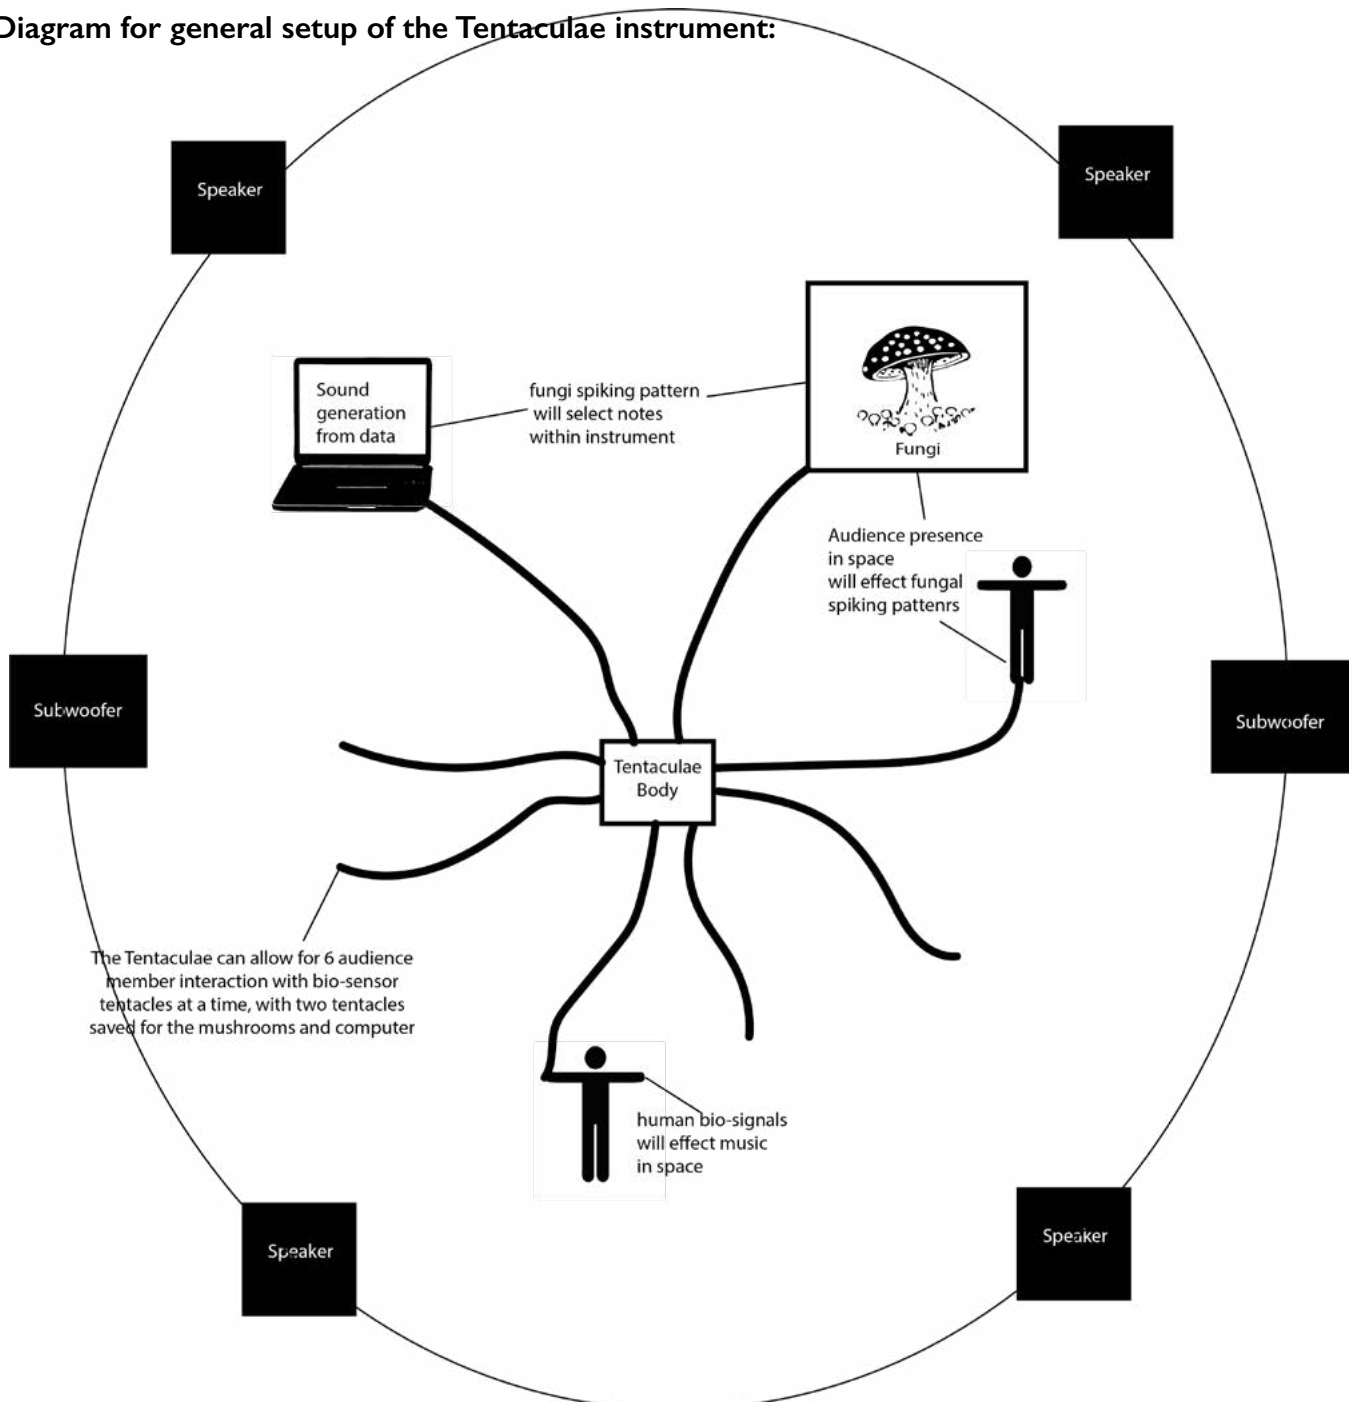 Diagram for general setup of the Tentaculae instrument:
Speaker
Speaker
Sound
generation
from data
fungi spiking pattern
will select notes
within instrument
Fungi
Audience presence
in space
will effect fungal
spiking pattenrs
Subwoofer
Subwoofer
Tentaculae
Body
The Tentaculae can allow for 6 audience
member interaction with bio-sensor
tentacles at a time, with two tentacles
saved for the mushrooms and computer
human bio-signals
will effect music
in space
Speaker
Speaker